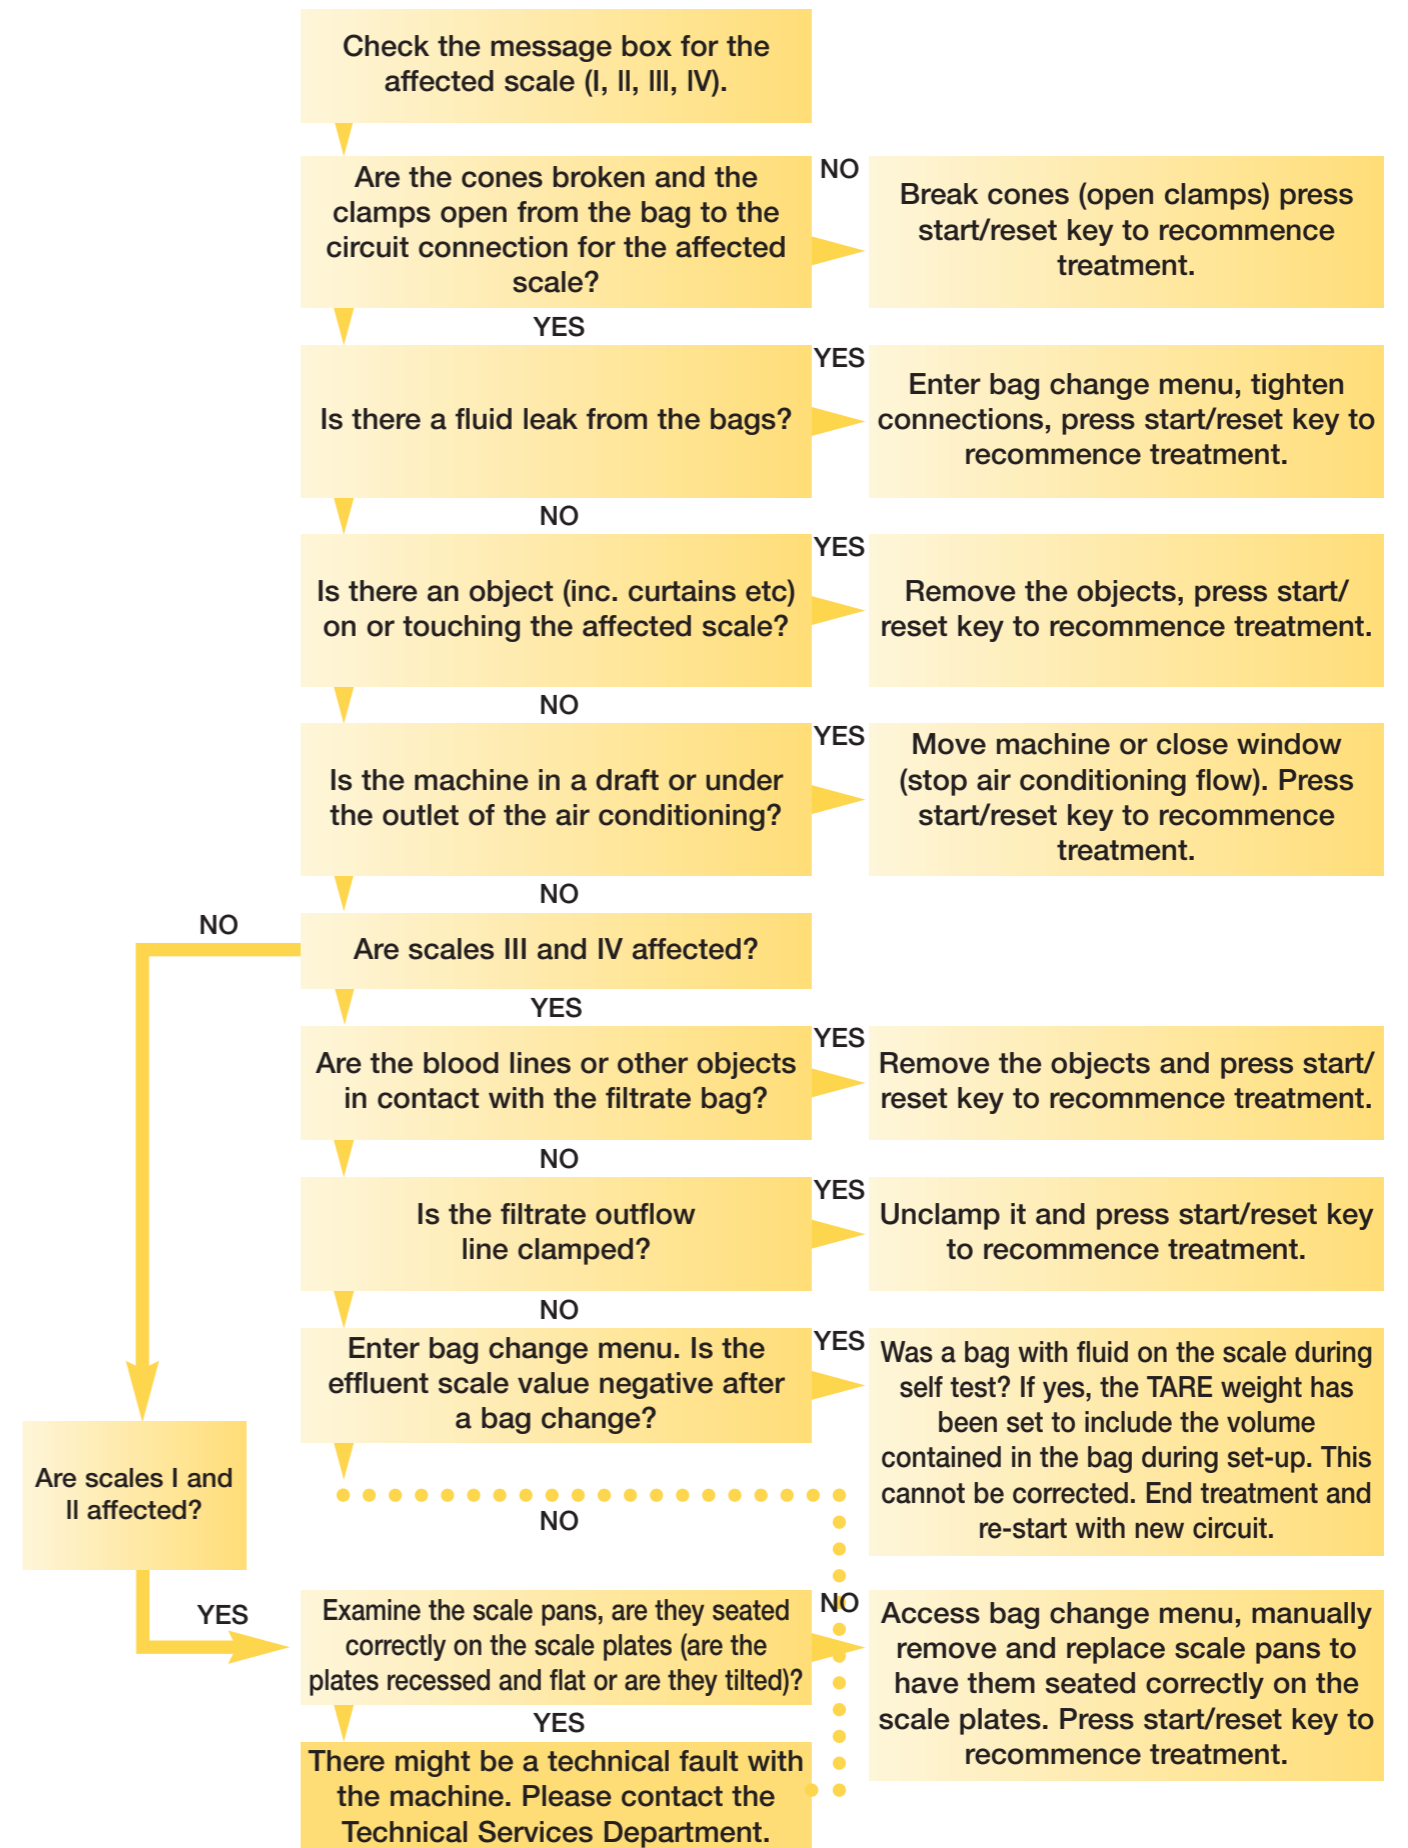 Check the message box for the
affected scale (I, II, III, IV).
Are the cones broken and the
clamps open from the bag to the
circuit connection for the affected
scale?
NO
Break cones (open clamps) press
start/reset key to recommence
treatment.
YES
Is there a fluid leak from the bags?
YES
Enter bag change menu, tighten
connections, press start/reset key to
recommence treatment.
NO
Is there an object (inc. curtains etc)
on or touching the affected scale?
YES
Remove the objects, press start/
reset key to recommence treatment.
NO
Is the machine in a draft or under
the outlet of the air conditioning?
YES
Move machine or close window
(stop air conditioning flow). Press
start/reset key to recommence
treatment.
NO
Are scales III and IV affected?
NO
YES
Are the blood lines or other objects
in contact with the filtrate bag?
YES
Remove the objects and press start/
reset key to recommence treatment.
NO
Is the filtrate outflow
line clamped?
YES
Unclamp it and press start/reset key
to recommence treatment.
NO
Enter bag change menu. Is the
effluent scale value negative after
a bag change?
YES
Was a bag with fluid on the scale during
self test? If yes, the TARE weight has
been set to include the volume
contained in the bag during set-up. This
cannot be corrected. End treatment and
re-start with new circuit.
NO
Are scales I and
II affected?
YES
Examine the scale pans, are they seated
correctly on the scale plates (are the
plates recessed and flat or are they tilted)?
NO
Access bag change menu, manually
remove and replace scale pans to
have them seated correctly on the
scale plates. Press start/reset key to
recommence treatment.
YES
There might be a technical fault with
the machine. Please contact the
Technical Services Department.